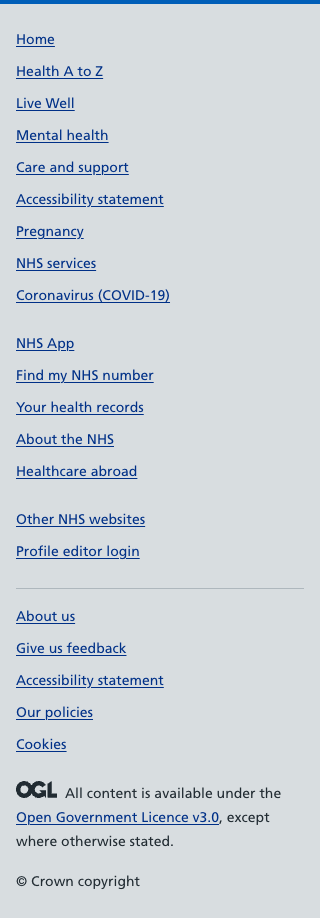 Home
Health A to Z
Live Well
Mental health
Care and support
Accessibility statement
Pregnancy
NHS services
Coronavirus (COVID-19)
NHS App
Find my NHS number
Your health records
About the NHS
Healthcare abroad
Other NHS websites
Profile editor login
About us
Give us feedback
Accessibility statement
Our policies
Cookies
OGL All content is available under the
Open Government Licence v3.0, except
where otherwise stated.
© Crown copyright